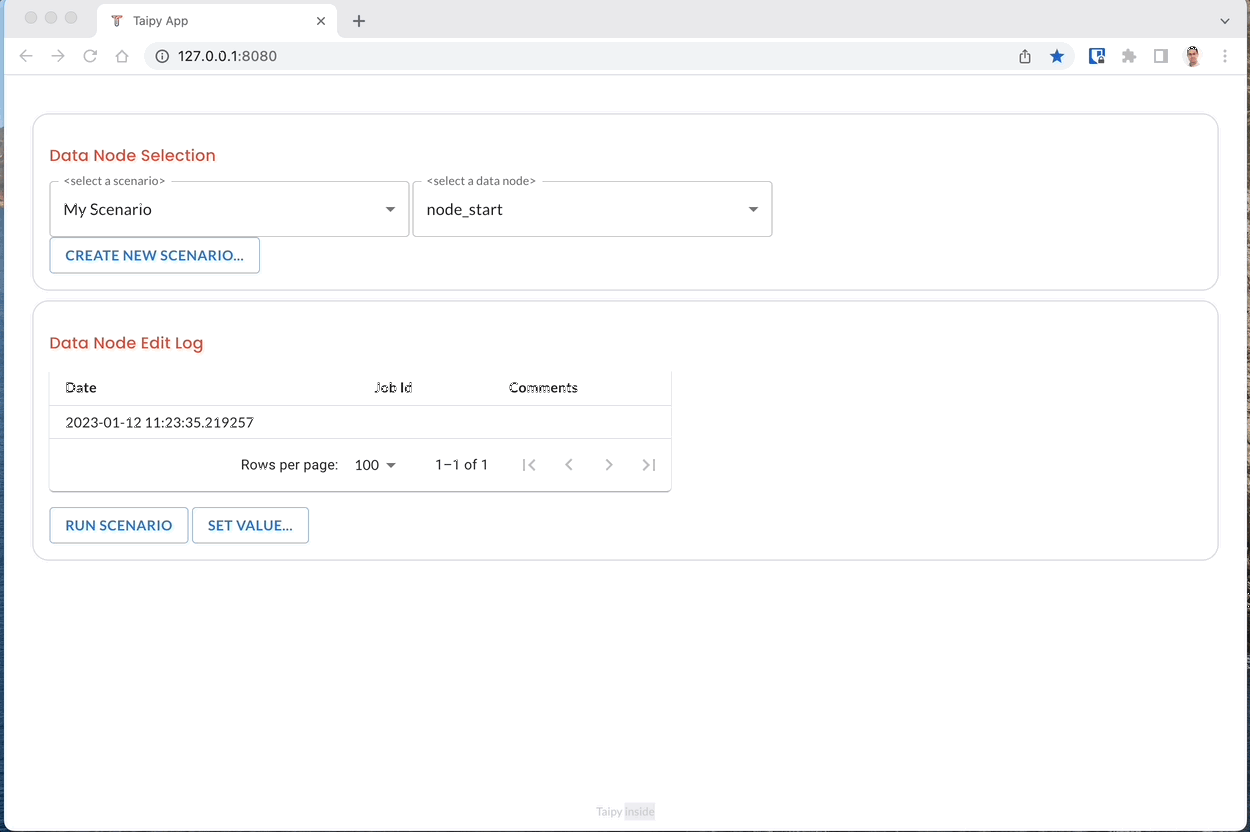 Taipy App
127.0.0.1:8080
Data Node Selection
<select a scenario> <select a data node>
My Scenario node_start
CREATE NEW SCENARIO...
Data Node Edit Log
Date Job Id Comments
2023-01-12 11:23:35.219257
Rows per page: 100 1–1 of 1
RUN SCENARIO SET VALUE...
Taipy inside